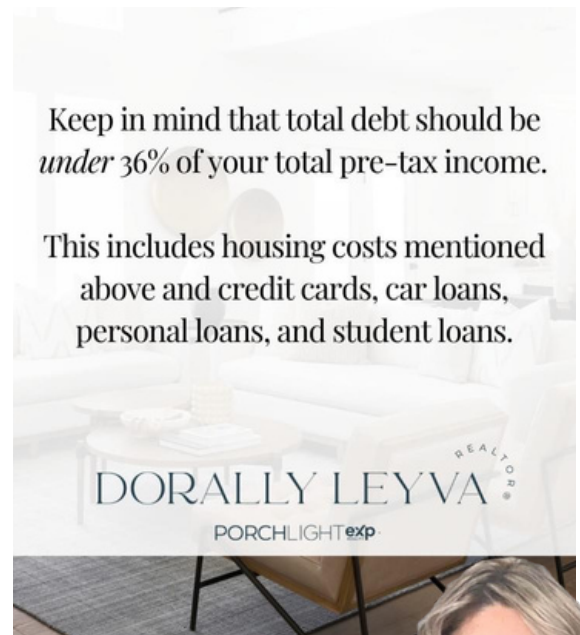 Keep in mind that total debt should be
under 36% of your total pre-tax income.
This includes housing costs mentioned
above and credit cards, car loans,
personal loans, and student loans.
DORALLY LEYVA
REALTOR®
PORCHLIGHT exp